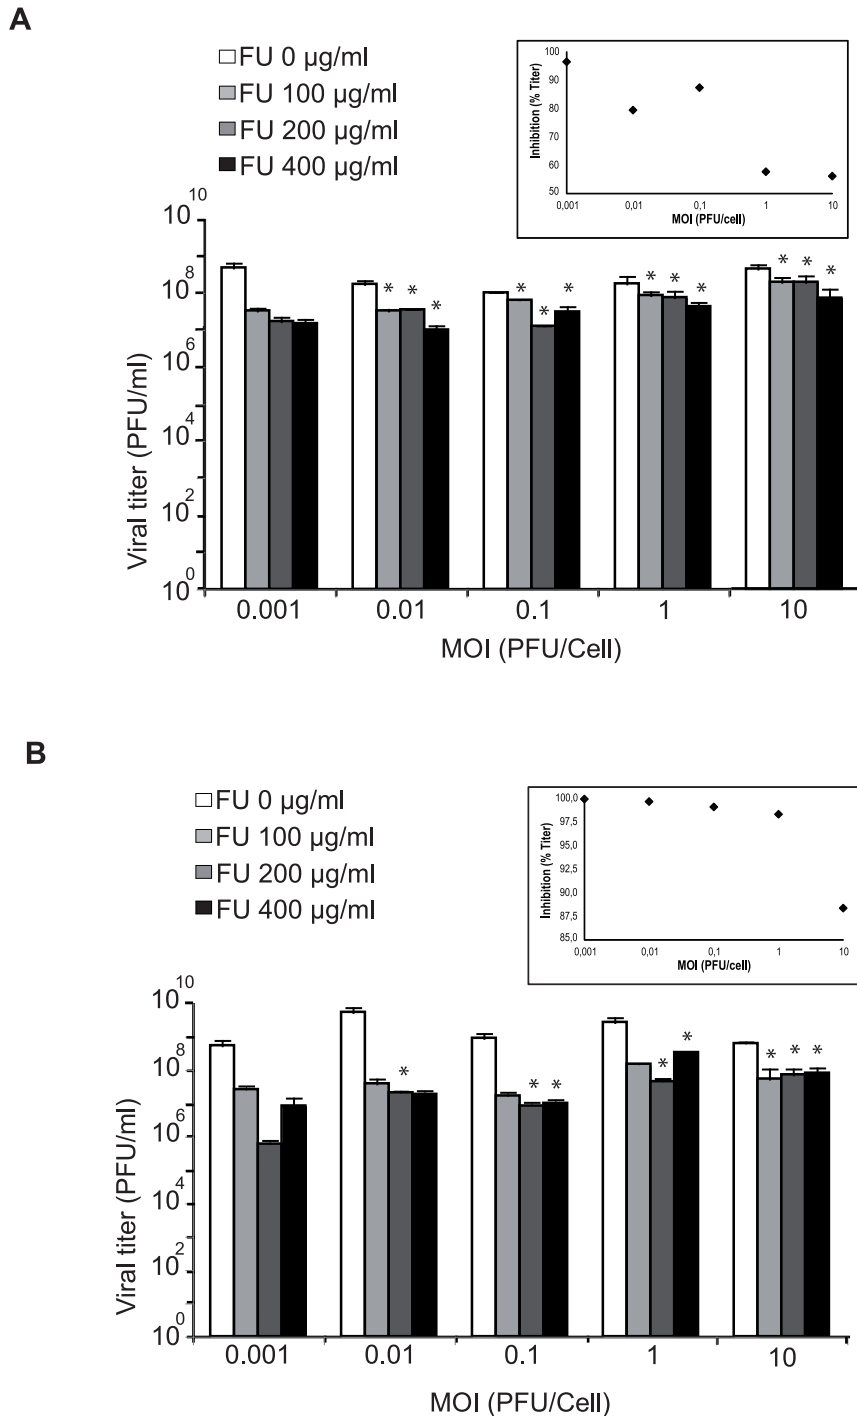 A
FU 0 µg/ml
FU 100 µg/ml
FU 200 µg/ml
FU 400 µg/ml
Inhibition (% Titer)
100
90
80
70
60
50
0,001
0,01
0,1
1
10
MOI (PFU/cell)
Viral titer (PFU/ml)
10^10
10^8
10^6
10^4
10^2
10^0
* * *
* * *
* * *
* * *
0.001
0.01
0.1
1
10
MOI (PFU/Cell)
B
FU 0 µg/ml
FU 100 µg/ml
FU 200 µg/ml
FU 400 µg/ml
Inhibition (% Titer)
100,0
97,5
95,0
92,5
90,0
87,5
85,0
0,001
0,01
0,1
1
10
MOI (PFU/cell)
Viral titer (PFU/ml)
10^10
10^8
10^6
10^4
10^2
10^0
*
* *
* *
* * *
0.001
0.01
0.1
1
10
MOI (PFU/Cell)